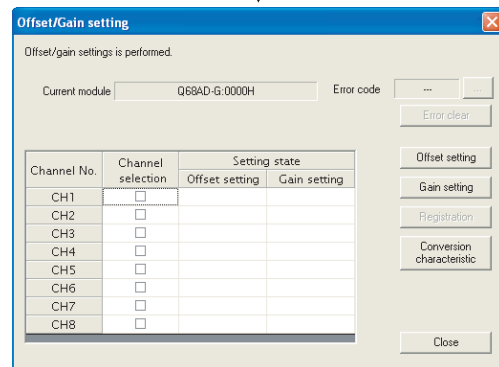 Offset/Gain setting
Offset/gain settings is performed.
Current module Q68AD-G:0000H Error code --- ...
Error clear
Channel No. Channel selection Setting state
Offset setting Gain setting
CH1
CH2
CH3
CH4
CH5
CH6
CH7
CH8
Offset setting
Gain setting
Registration
Conversion
characteristic
Close